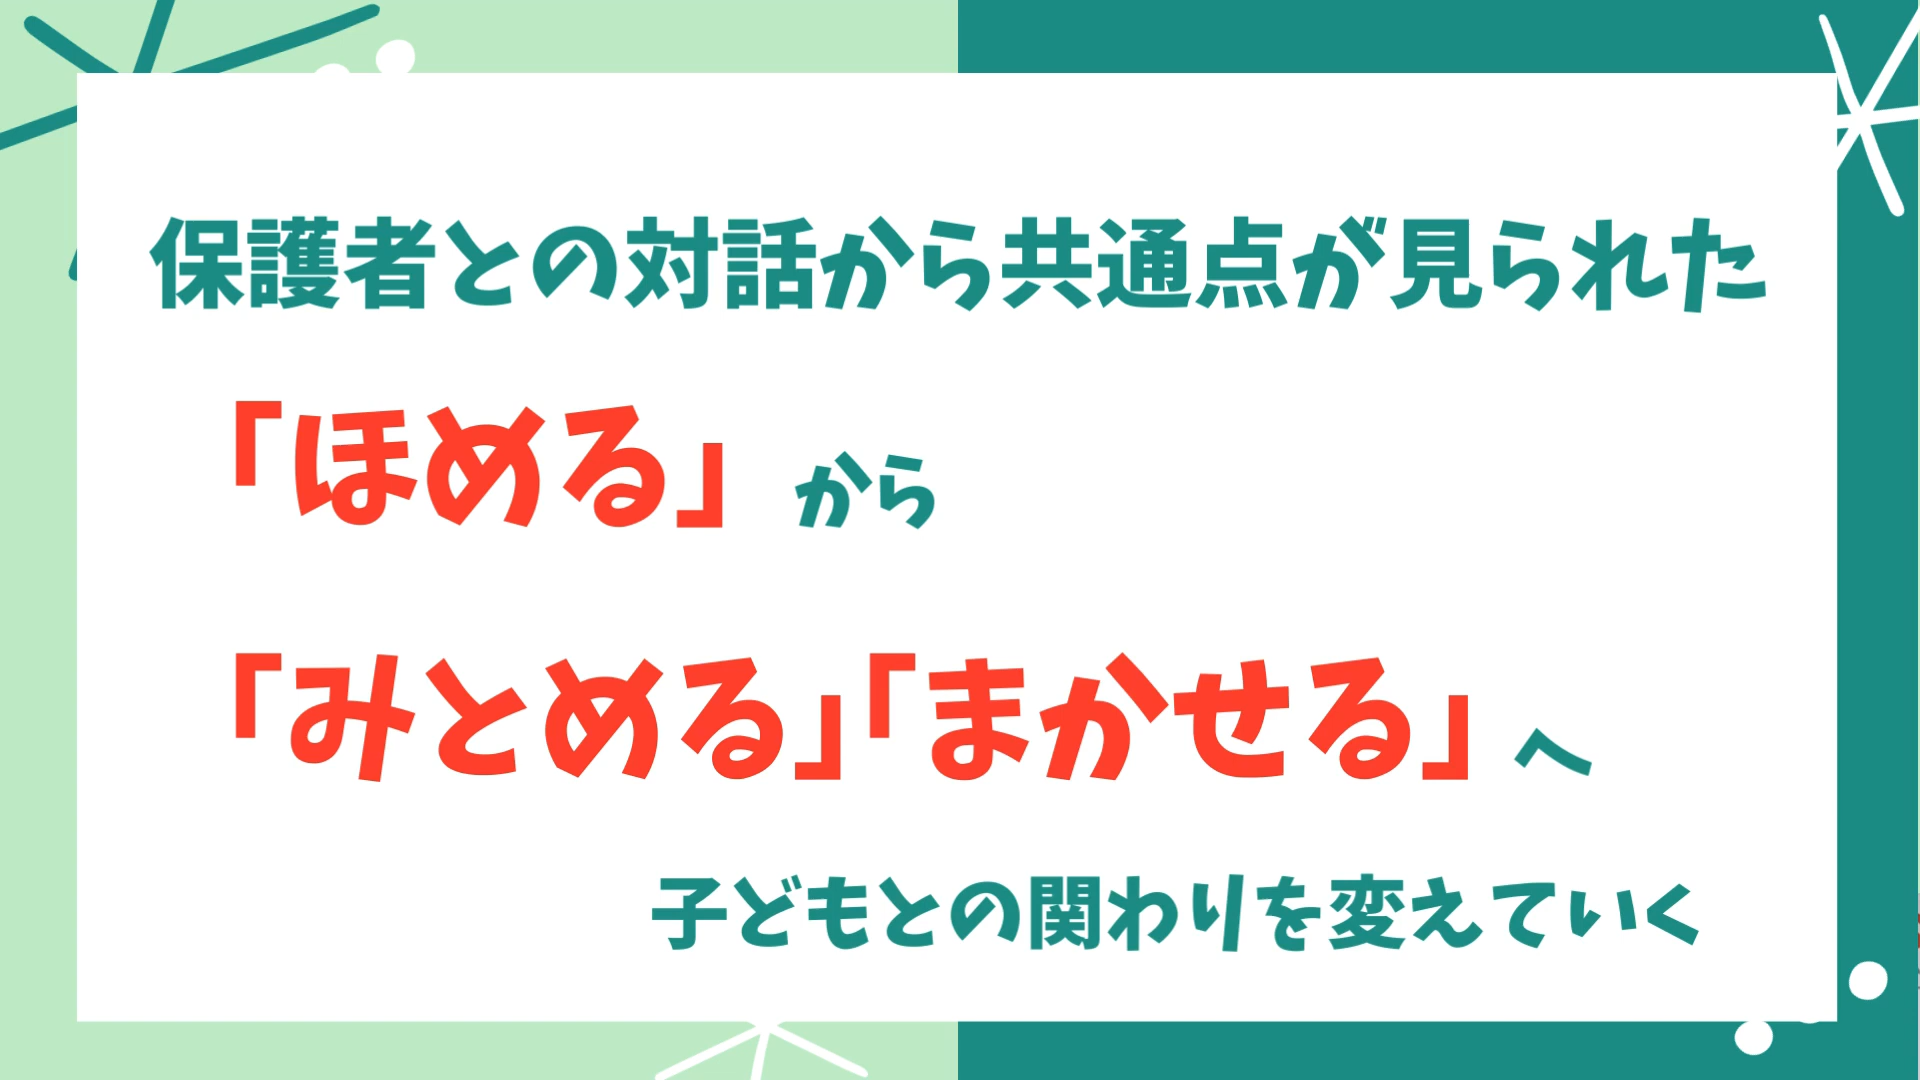 保護者との対話から共通点が見られた
「ほめる」から
「みとめる」「まかせる」へ
子どもとの関わりを変えていく